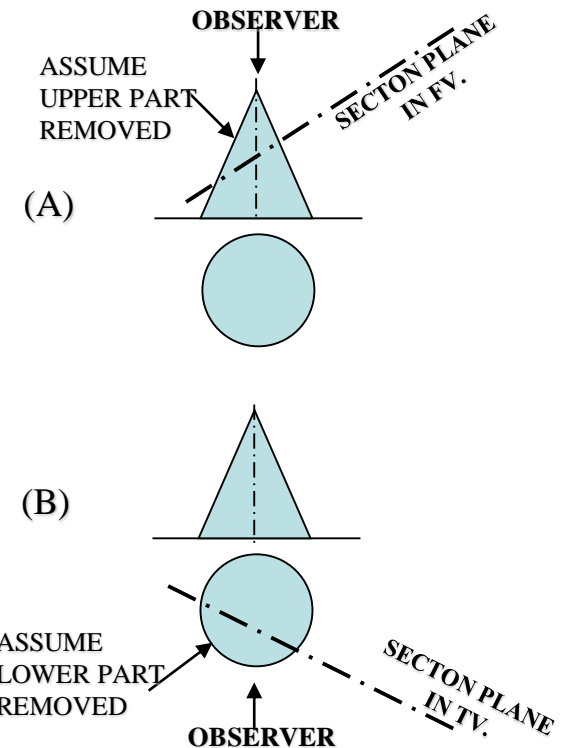 OBSERVER
ASSUME
UPPER PART
REMOVED
SECTON PLANE
IN FV.
(A)
(B)
ASSUME
LOWER PART
REMOVED
SECTON PLANE
IN TV.
OBSERVER